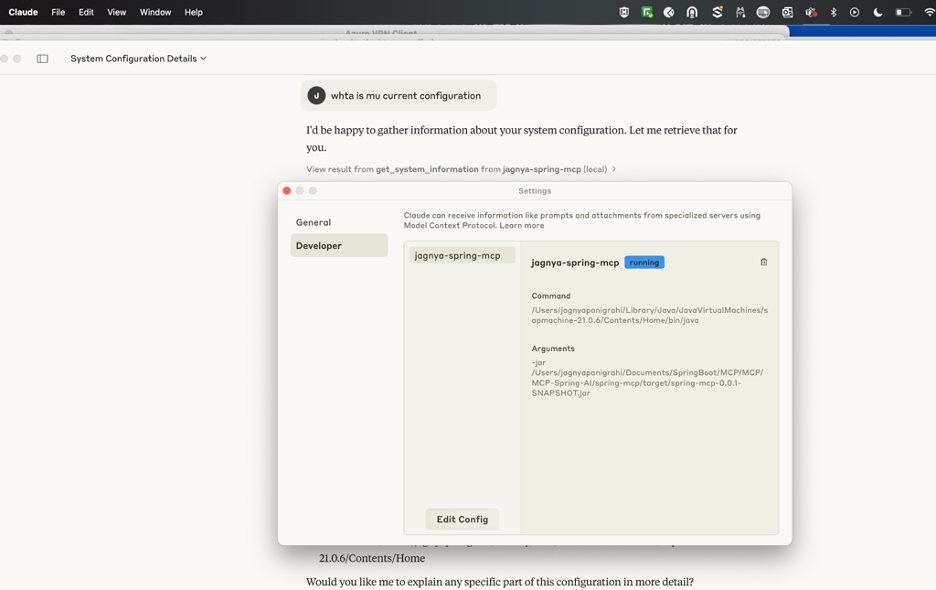 Claude File Edit View Window Help
Azure VPN Client
System Configuration Details
J whta is mu current configuration
I'd be happy to gather information about your system configuration. Let me retrieve that for
you.
View result from get_system_information from jagnya-spring-mcp (local)
Settings
General
Developer
Claude can receive information like prompts and attachments from specialized servers using
Model Context Protocol. Learn more
jagnya-spring-mcp
jagnya-spring-mcp running
Command
/Users/jagnyapanigrahi/Library/Java/JavaVirtualMachines/s
apmachine-21.0.6/Contents/Home/bin/java
Arguments
-jar
/Users/jagnyapanigrahi/Documents/SpringBoot/MCP/MCP/
MCP-Spring-AI/spring-mcp/target/spring-mcp-0.0.1-
SNAPSHOT.jar
Edit Config
21.0.6/Contents/Home
Would you like me to explain any specific part of this configuration in more detail?